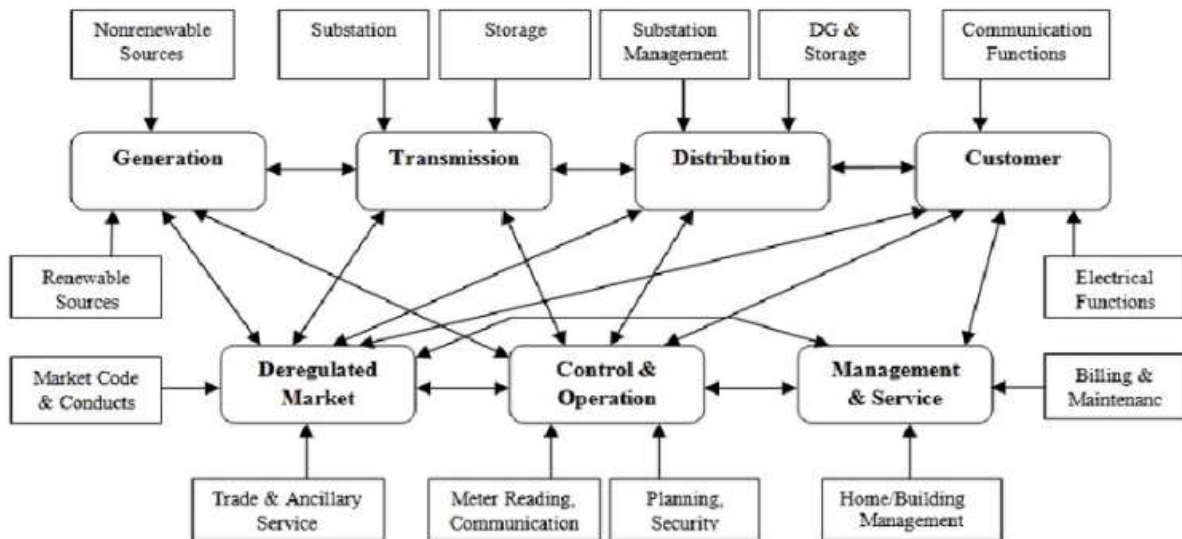 Nonrenewable
Sources
Substation
Storage
Substation
Management
DG &
Storage
Communication
Functions
Generation
Transmission
Distribution
Customer
Renewable
Sources
Electrical
Functions
Market Code
& Conducts
Deregulated
Market
Control &
Operation
Management
& Service
Billing &
Maintenanc
Trade & Ancillary
Service
Meter Reading,
Communication
Planning,
Security
Home/Building
Management